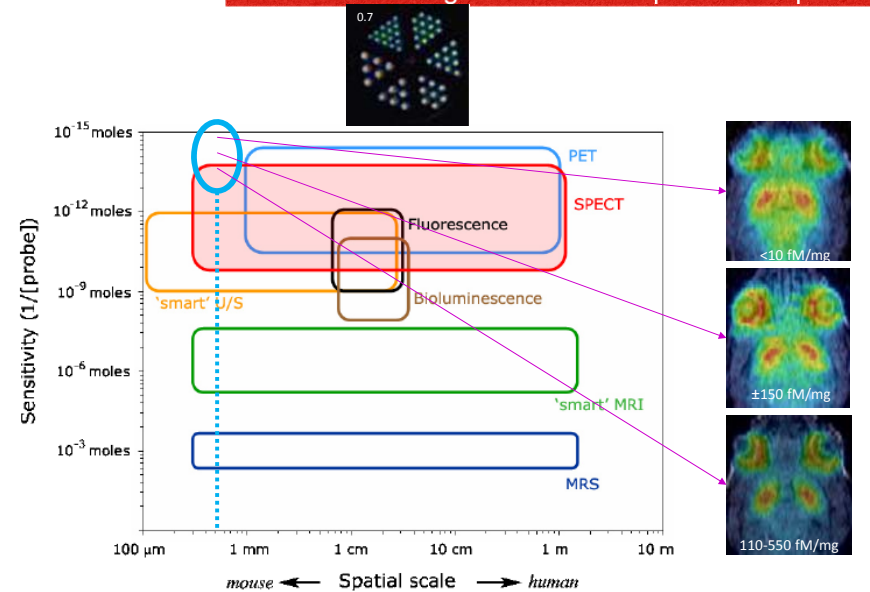 0.7
10-15 moles
PET
SPECT
10-12 moles
Fluorescence
10-9 moles
'smart' U/S
Bioluminescence
10-6 moles
'smart' MRI
10-3 moles
MRS
Sensitivity (1/[probe])
100 µm
1 mm
1 cm
10 cm
1 m
10 m
mouse
Spatial scale
human
<10 fM/mg
±150 fM/mg
110-550 fM/mg